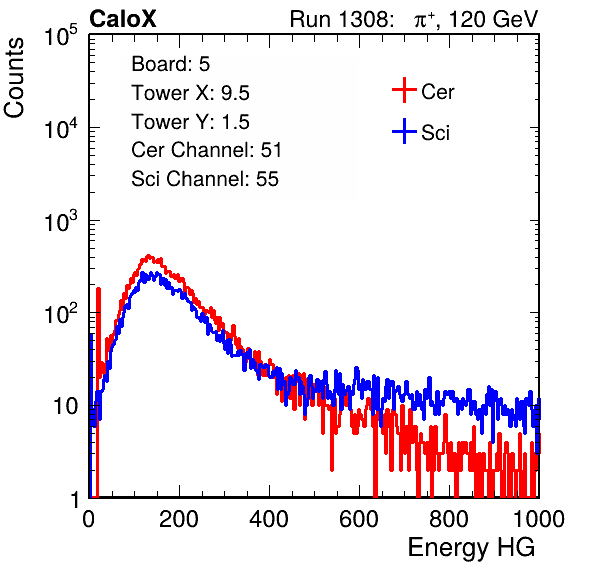 CaloX Run 1308: π⁺, 120 GeV
Counts
Board: 5
Tower X: 9.5
Tower Y: 1.5
Cer Channel: 51
Sci Channel: 55
Cer
Sci
10⁵
10⁴
10³
10²
10
1
0 200 400 600 800 1000
Energy HG